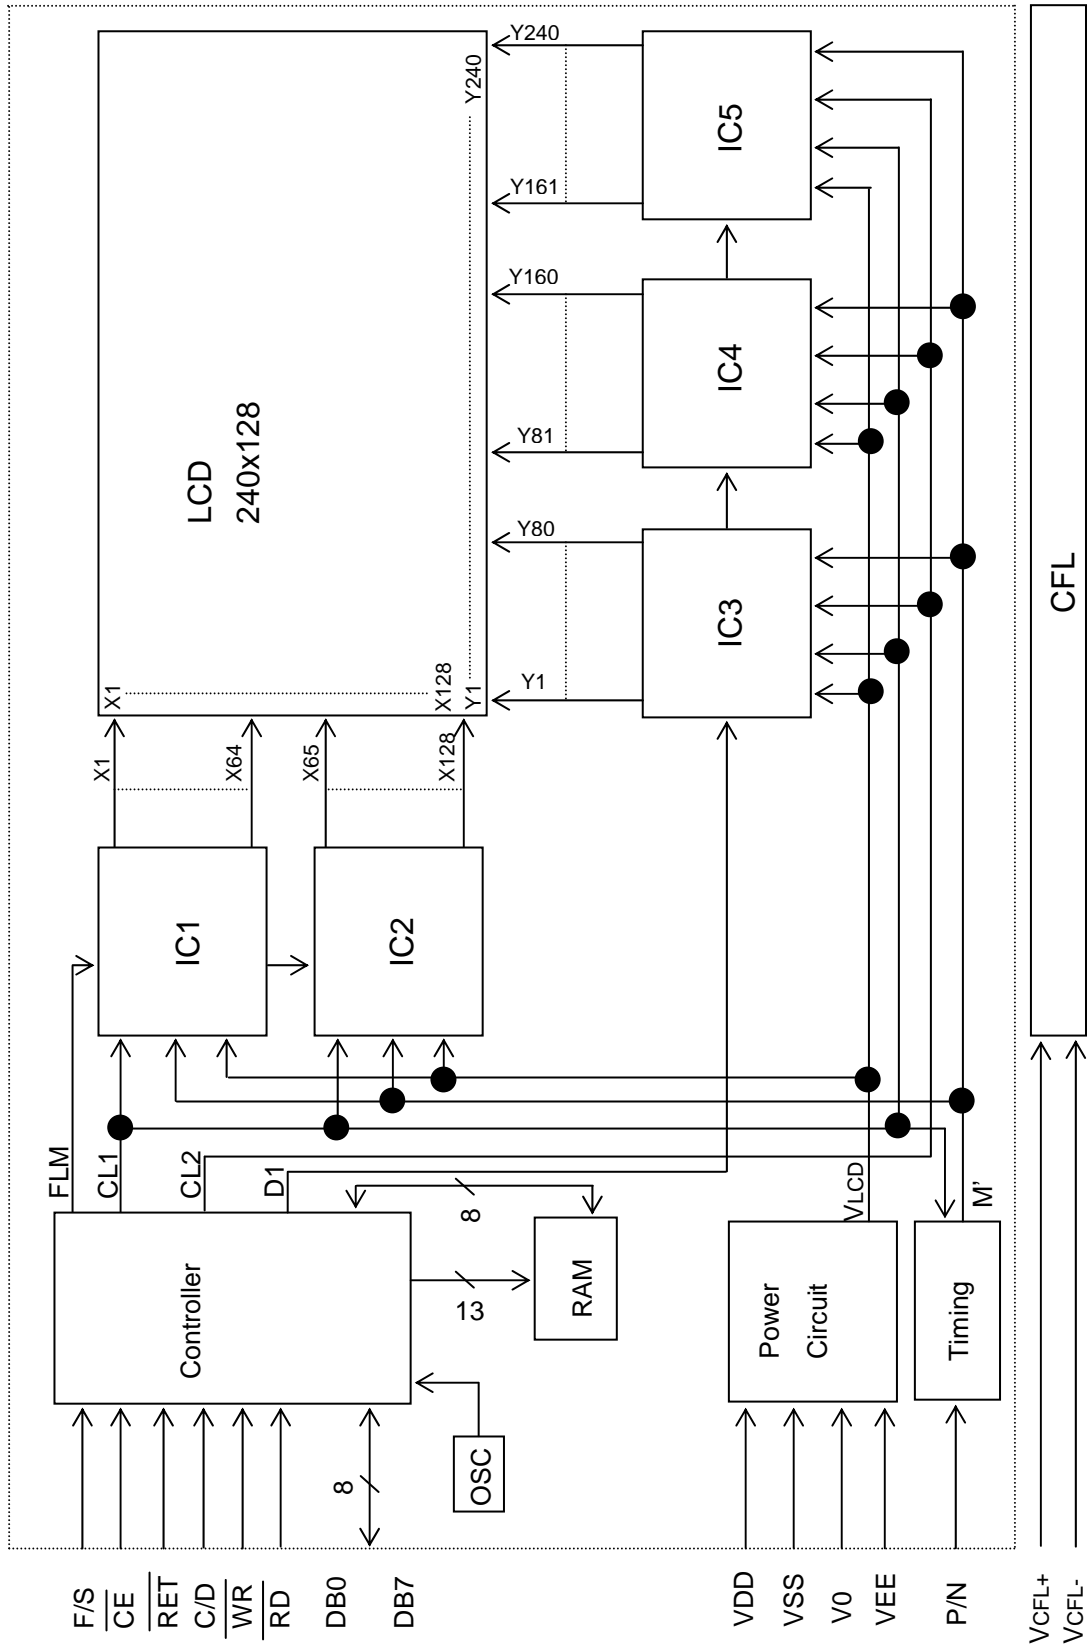 F/S
CE
RET
C/D
WR
RD
DB0
DB7
8
OSC
Controller
FLM
CL1
CL2
D1
8
13
RAM
IC1
IC2
X1
X64
X65
X128
X1
X128
Y1
Y240
LCD
240x128
Y1
Y80
Y81
Y160
Y161
Y240
IC3
IC4
IC5
VDD
VSS
V0
VEE
P/N
Power
Circuit
VLCD
Timing
M'
VCFL+
VCFL-
CFL